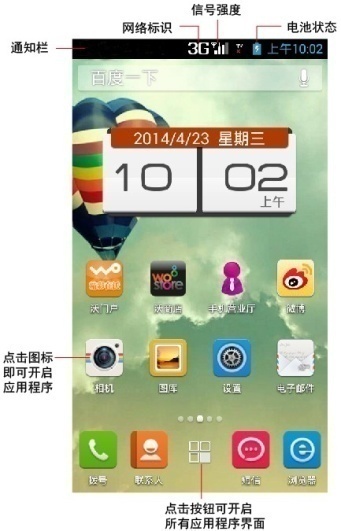 信号强度
网络标识
电池状态
通知栏
3G
上午10:02
百度一下
2014/4/23 星期三
10 02
上午
wo store
沃门户
手机营业厅
微博
点击图标
即可开启
应用程序
相机
图库
设置
电子邮件
拨号
联系人
短信
浏览器
点击按钮可开启
所有应用程序界面